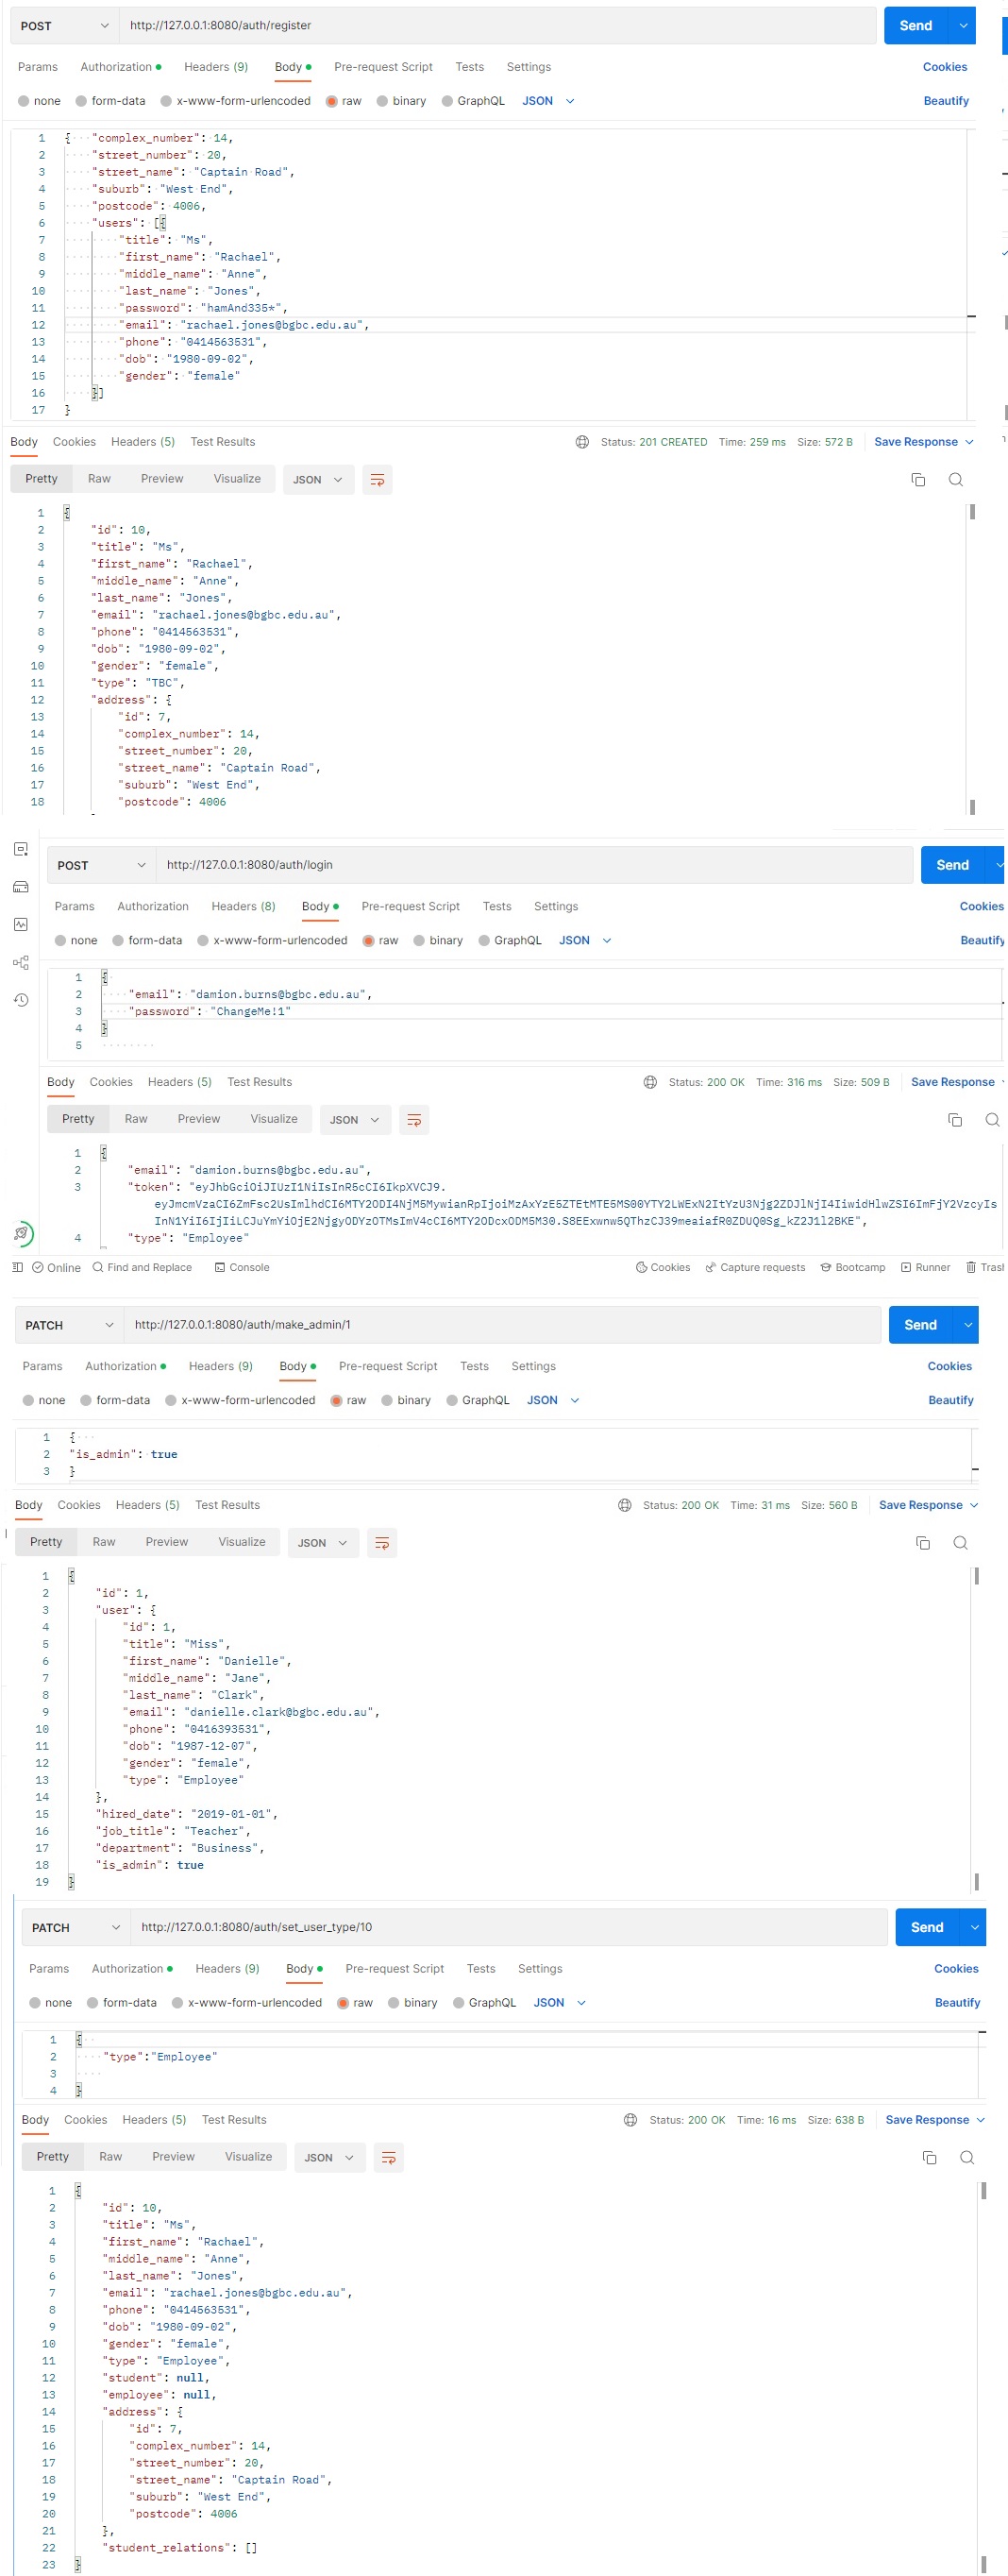 POST http://127.0.0.1:8080/auth/register Send
Params Authorization Headers (9) Body Pre-request Script Tests Settings Cookies
none form-data x-www-form-urlencoded raw binary GraphQL JSON Beautify
1 { "complex_number": 14,
2 "street_number": 20,
3 "street_name": "Captain Road",
4 "suburb": "West End",
5 "postcode": 4006,
6 "users": [{
7 "title": "Ms",
8 "first_name": "Rachael",
9 "middle_name": "Anne",
10 "last_name": "Jones",
11 "password": "hamAnd335*",
12 "email": "rachael.jones@bgbc.edu.au",
13 "phone": "0414563531",
14 "dob": "1980-09-02",
15 "gender": "female"
16 }]
17 }
Body Cookies Headers (5) Test Results Status: 201 CREATED Time: 259 ms Size: 572 B Save Response
Pretty Raw Preview Visualize JSON
1 {
2 "id": 10,
3 "title": "Ms",
4 "first_name": "Rachael",
5 "middle_name": "Anne",
6 "last_name": "Jones",
7 "email": "rachael.jones@bgbc.edu.au",
8 "phone": "0414563531",
9 "dob": "1980-09-02",
10 "gender": "female",
11 "type": "TBC",
12 "address": {
13 "id": 7,
14 "complex_number": 14,
15 "street_number": 20,
16 "street_name": "Captain Road",
17 "suburb": "West End",
18 "postcode": 4006
POST http://127.0.0.1:8080/auth/login Send
Params Authorization Headers (8) Body Pre-request Script Tests Settings Cookies
none form-data x-www-form-urlencoded raw binary GraphQL JSON Beautify
1 {
2 "email": "damion.burns@bgbc.edu.au",
3 "password": "ChangeMe!1"
4 }
5
Body Cookies Headers (5) Test Results Status: 200 OK Time: 316 ms Size: 509 B Save Response
Pretty Raw Preview Visualize JSON
1 {
2 "email": "damion.burns@bgbc.edu.au",
3 "token": "eyJhbGciOiJIUzI1NiIsInR5cCI6IkpXVCJ9.
4 "type": "Employee"
Online Find and Replace Console Cookies Capture requests Bootcamp Runner Trash
PATCH http://127.0.0.1:8080/auth/make_admin/1 Send
Params Authorization Headers (9) Body Pre-request Script Tests Settings Cookies
none form-data x-www-form-urlencoded raw binary GraphQL JSON Beautify
1 {
2 "is_admin": true
3 }
Body Cookies Headers (5) Test Results Status: 200 OK Time: 31 ms Size: 560 B Save Response
Pretty Raw Preview Visualize JSON
1 {
2 "id": 1,
3 "user": {
4 "id": 1,
5 "title": "Miss",
6 "first_name": "Danielle",
7 "middle_name": "Jane",
8 "last_name": "Clark",
9 "email": "danielle.clark@bgbc.edu.au",
10 "phone": "0416393531",
11 "dob": "1987-12-07",
12 "gender": "female",
13 "type": "Employee"
14 },
15 "hired_date": "2019-01-01",
16 "job_title": "Teacher",
17 "department": "Business",
18 "is_admin": true
19 }
PATCH http://127.0.0.1:8080/auth/set_user_type/10 Send
Params Authorization Headers (9) Body Pre-request Script Tests Settings Cookies
none form-data x-www-form-urlencoded raw binary GraphQL JSON Beautify
1 {
2 "type":"Employee"
3
4 }
Body Cookies Headers (5) Test Results Status: 200 OK Time: 16 ms Size: 638 B Save Response
Pretty Raw Preview Visualize JSON
1 {
2 "id": 10,
3 "title": "Ms",
4 "first_name": "Rachael",
5 "middle_name": "Anne",
6 "last_name": "Jones",
7 "email": "rachael.jones@bgbc.edu.au",
8 "phone": "0414563531",
9 "dob": "1980-09-02",
10 "gender": "female",
11 "type": "Employee",
12 "student": null,
13 "employee": null,
14 "address": {
15 "id": 7,
16 "complex_number": 14,
17 "street_number": 20,
18 "street_name": "Captain Road",
19 "suburb": "West End",
20 "postcode": 4006
21 },
22 "student_relations": []
23 }